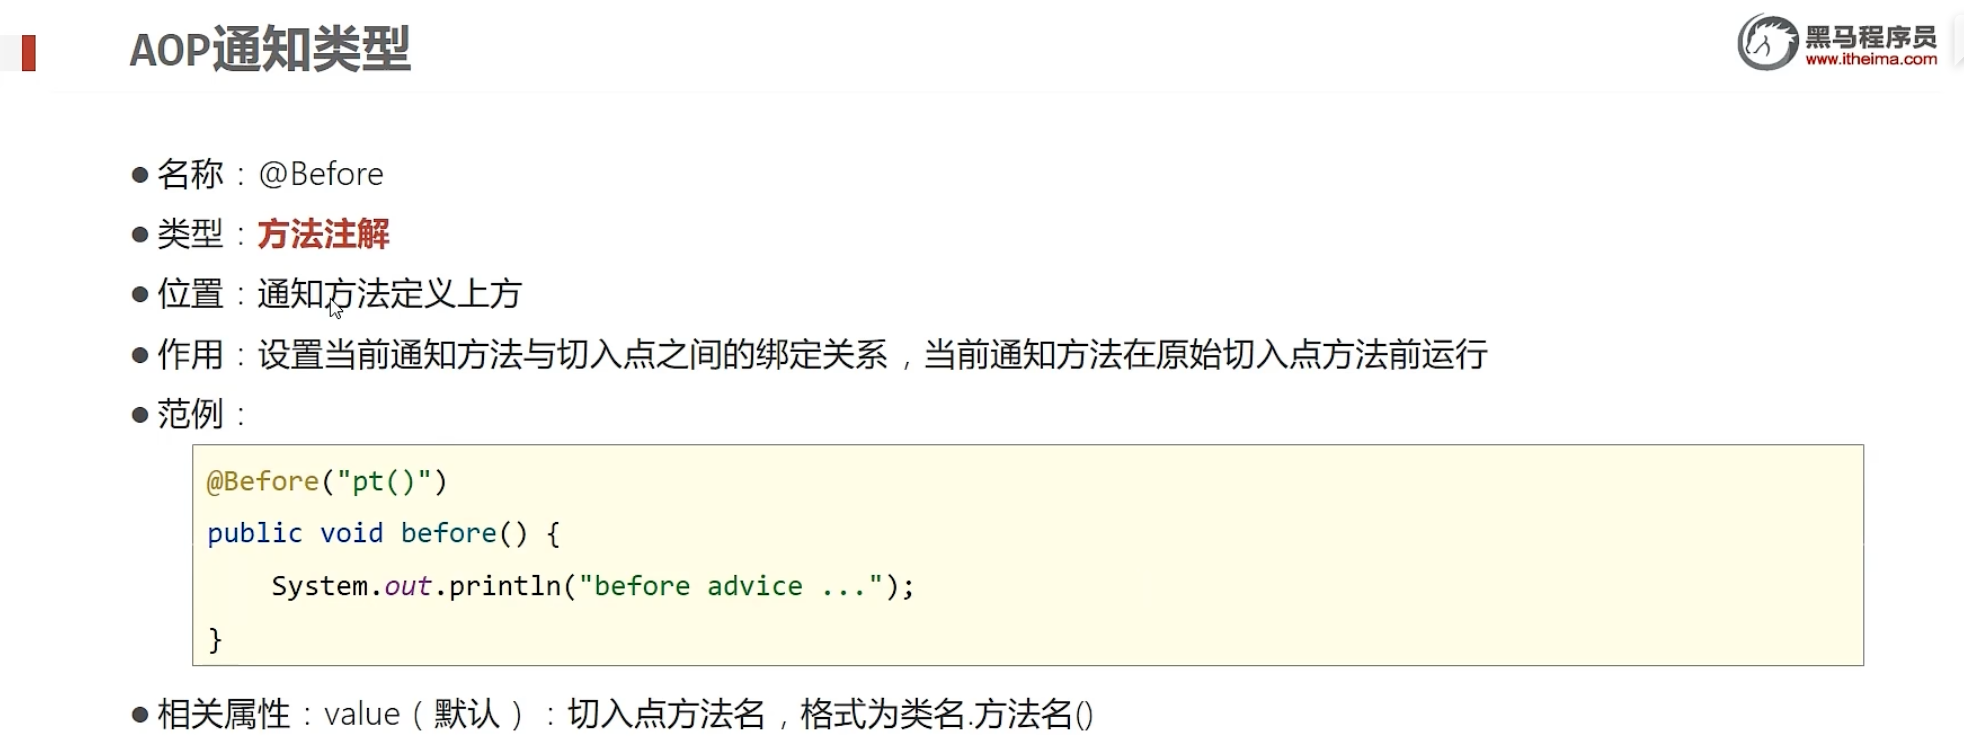 AOP通知类型
黑马程序员
www.itheima.com
● 名称：@Before
● 类型：方法注解
● 位置：通知方法定义上方
● 作用：设置当前通知方法与切入点之间的绑定关系，当前通知方法在原始切入点方法前运行
● 范例：
@Before("pt()")
public void before() {
    System.out.println("before advice ...");
}
● 相关属性：value（默认）：切入点方法名，格式为类名.方法名()